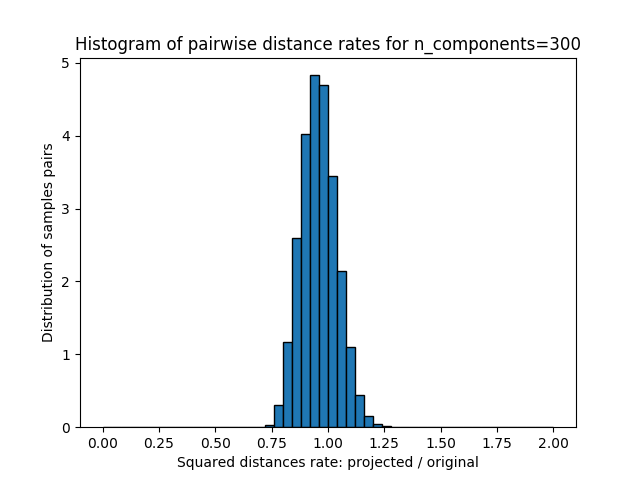 Histogram of pairwise distance rates for n_components=300
Distribution of samples pairs
5
4
3
2
1
0
0.00 0.25 0.50 0.75 1.00 1.25 1.50 1.75 2.00
Squared distances rate: projected / original